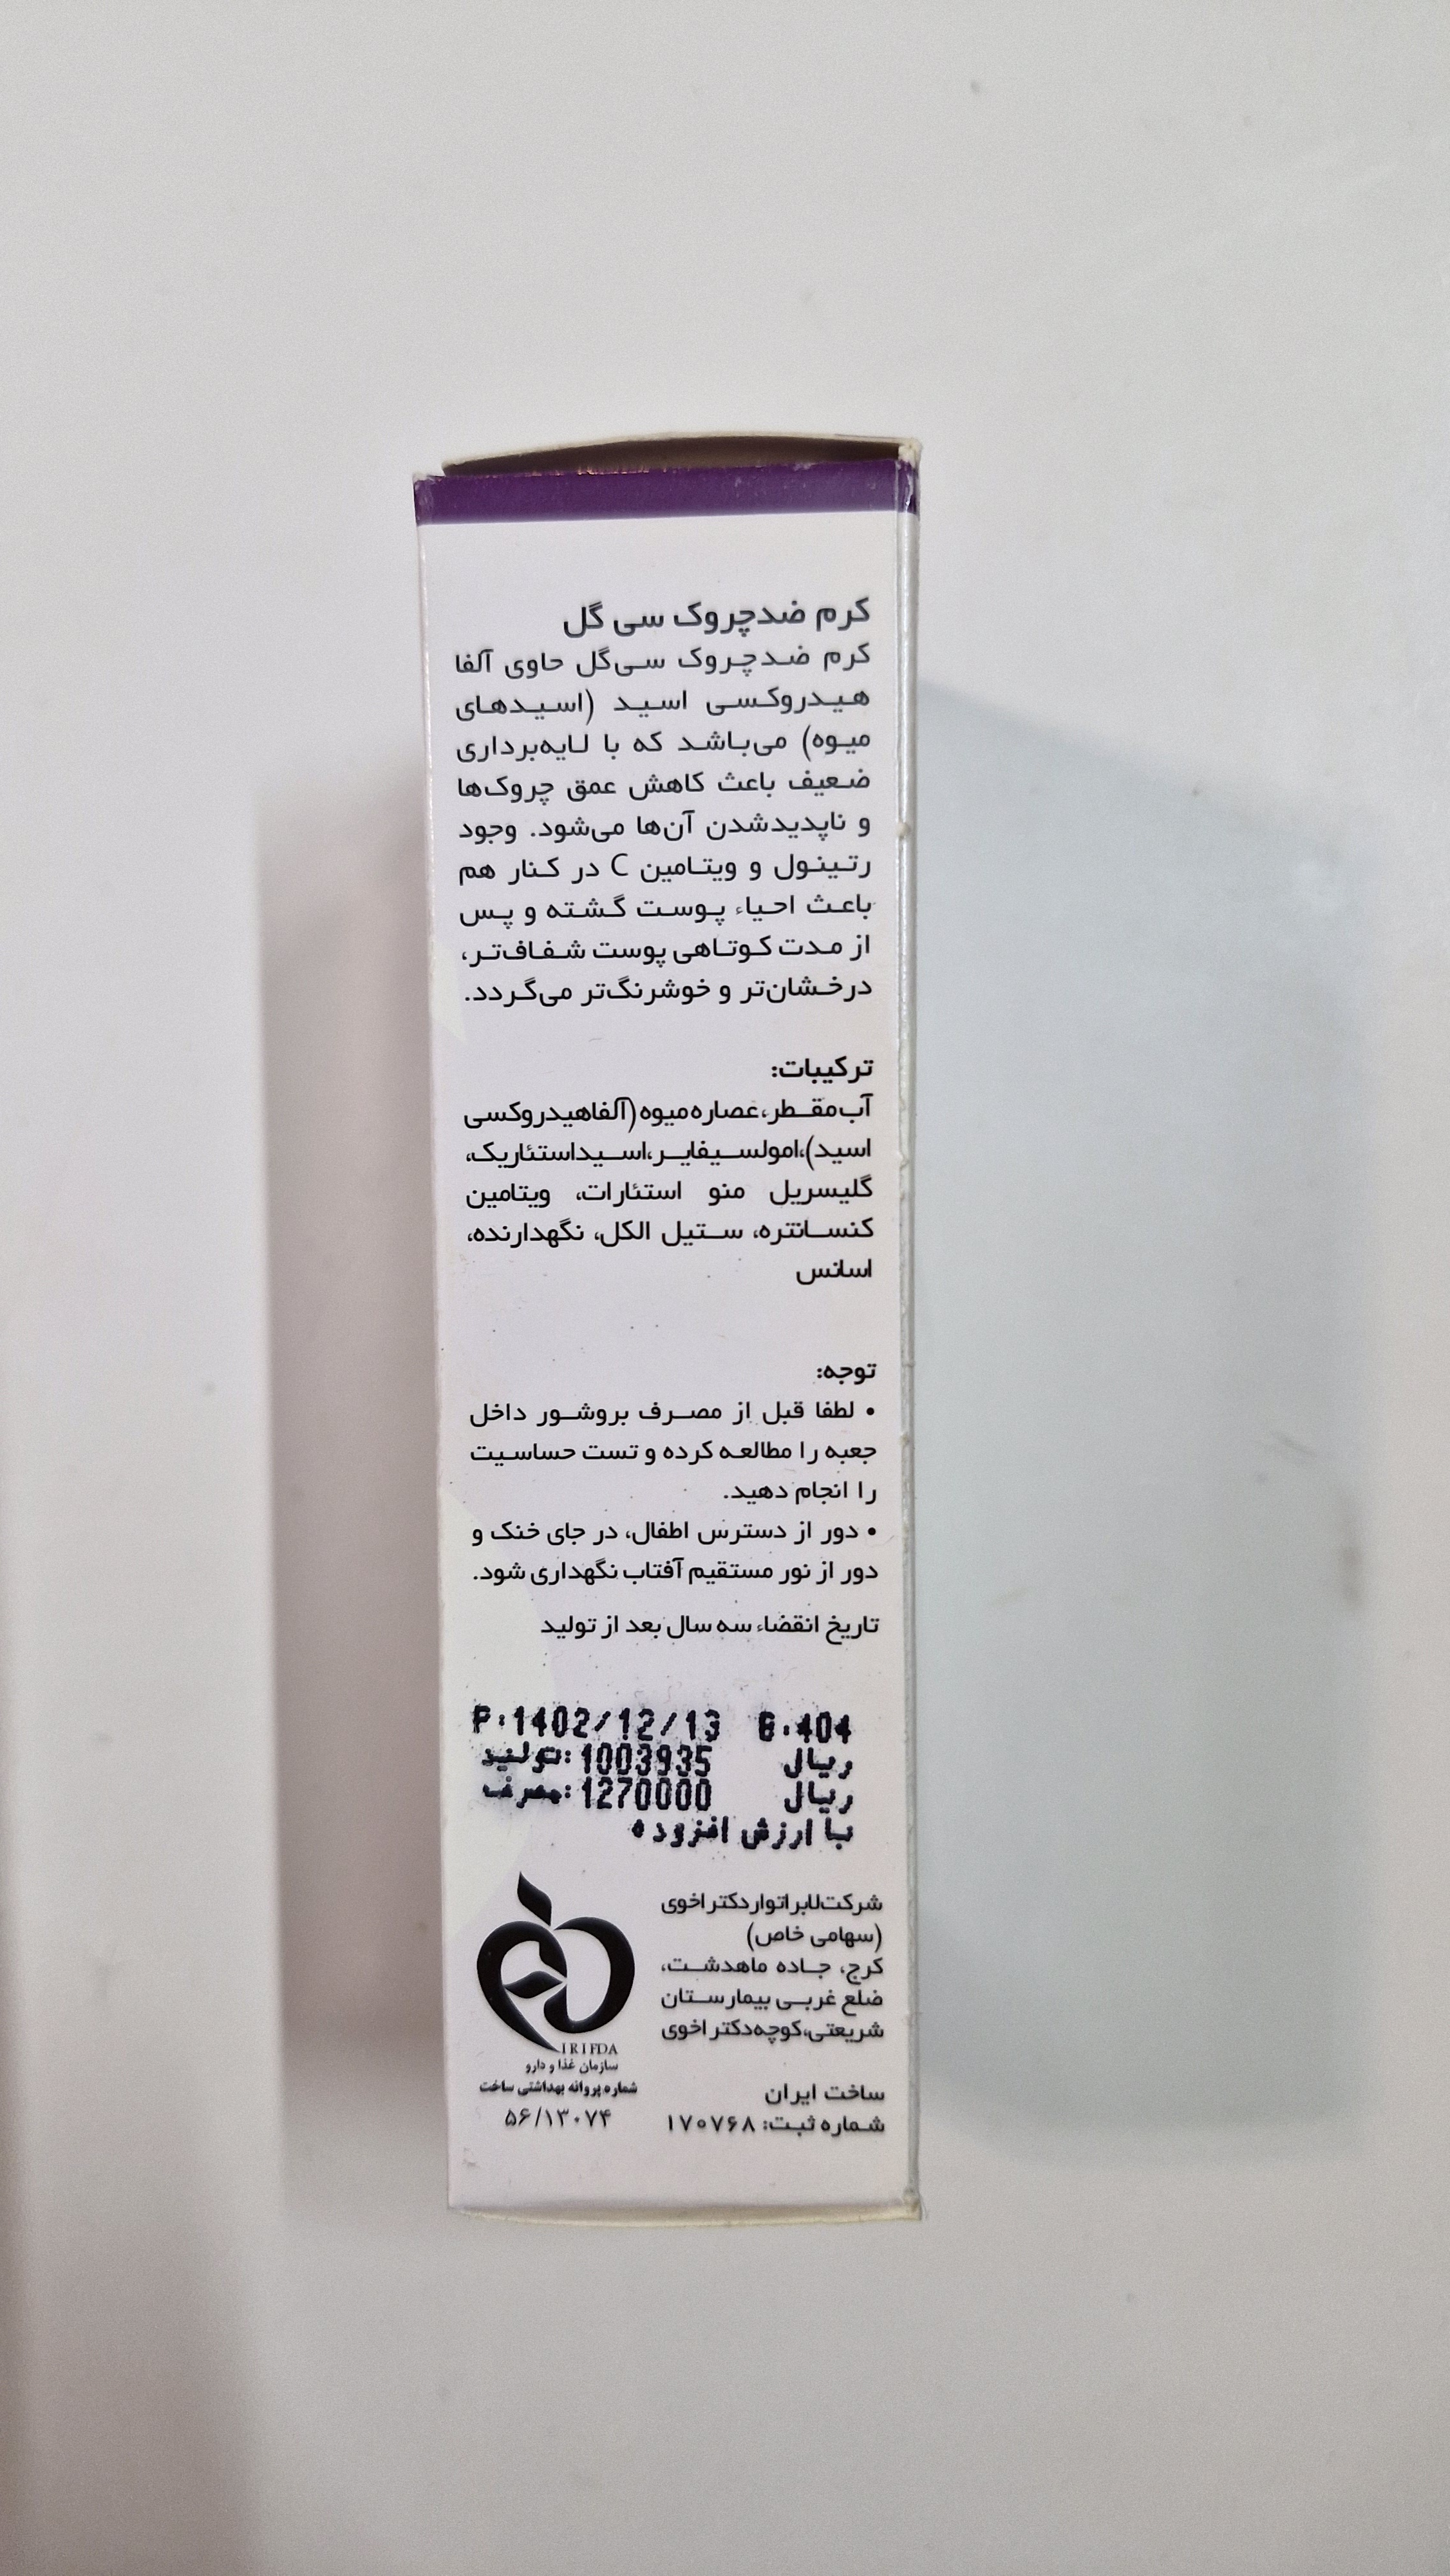 کرم ضدچروک سی گل
کرم ضدچروک سی‌گل حاوی آلفا
هیدروکسی اسید (اسیدهای
میوه) می‌باشد که با لایه‌برداری
ضعیف باعث کاهش عمق چروک‌ها
و ناپدیدشدن آن‌ها می‌شود. وجود
رتینول و ویتامین C در کنار هم
باعث احیاء پوست گشته و پس
از مدت کوتاهی پوست شفاف‌تر،
درخشان‌تر و خوشرنگ‌تر می‌گردد.
ترکیبات:
آب مقطر، عصاره میوه (آلفاهیدروکسی
اسید)، امولسیفایر، اسیداستئاریک،
گلیسریل منو استئارات، ویتامین
کنسانتره، ستیل الکل، نگهدارنده،
اسانس
توجه:
• لطفا قبل از مصرف بروشور داخل
جعبه را مطالعه کرده و تست حساسیت
را انجام دهید.
• دور از دسترس اطفال، در جای خنک و
دور از نور مستقیم آفتاب نگهداری شود.
تاریخ انقضاء سه سال بعد از تولید
P:1402/12/13 B:404
تولید: 1003935 ریال
مصرف: 1270000 ریال
با ارزش افزوده
شرکت لابراتوار دکتر اخوی
(سهامی خاص)
کرج، جاده ماهدشت،
ضلع غربی بیمارستان
شریعتی، کوچه دکتر اخوی
ساخت ایران
شماره ثبت: ۱۷۰۷۶۸
IRIFDA
سازمان غذا و دارو
شماره پروانه بهداشتی ساخت
۵۶/۱۳۰۷۴